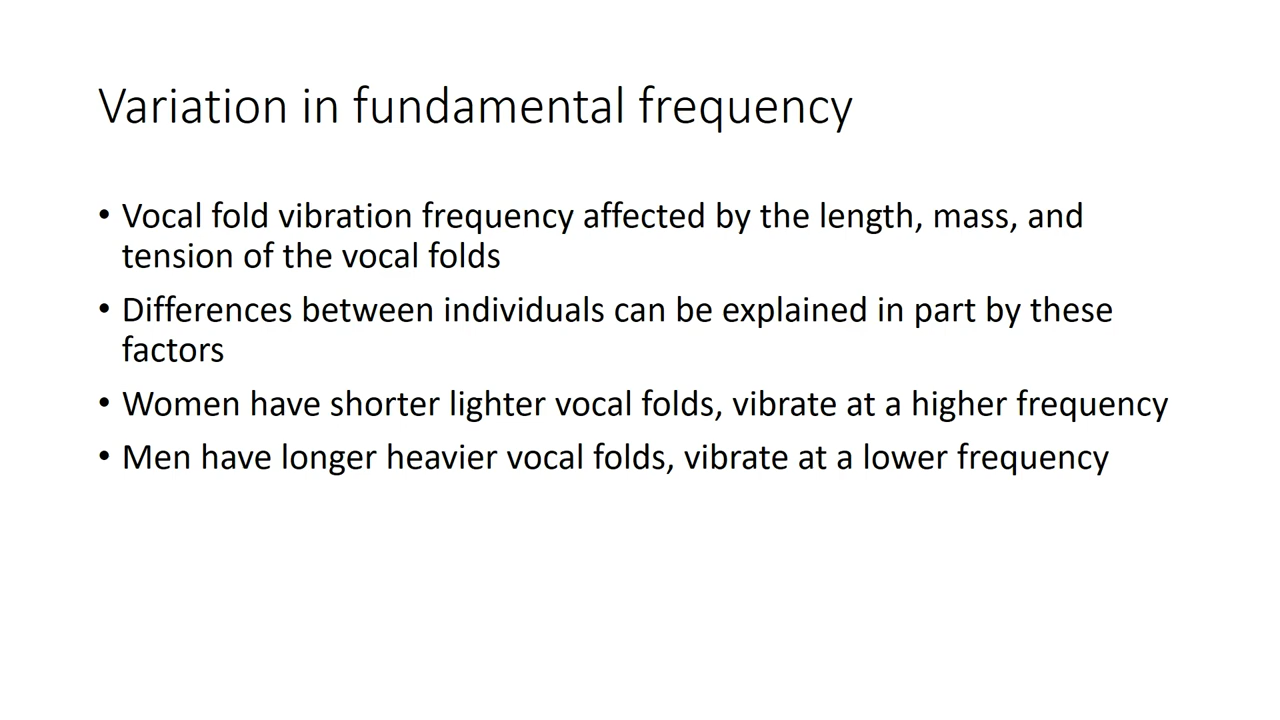 Variation in fundamental frequency
• Vocal fold vibration frequency affected by the length, mass, and
tension of the vocal folds
• Differences between individuals can be explained in part by these
factors
• Women have shorter lighter vocal folds, vibrate at a higher frequency
• Men have longer heavier vocal folds, vibrate at a lower frequency